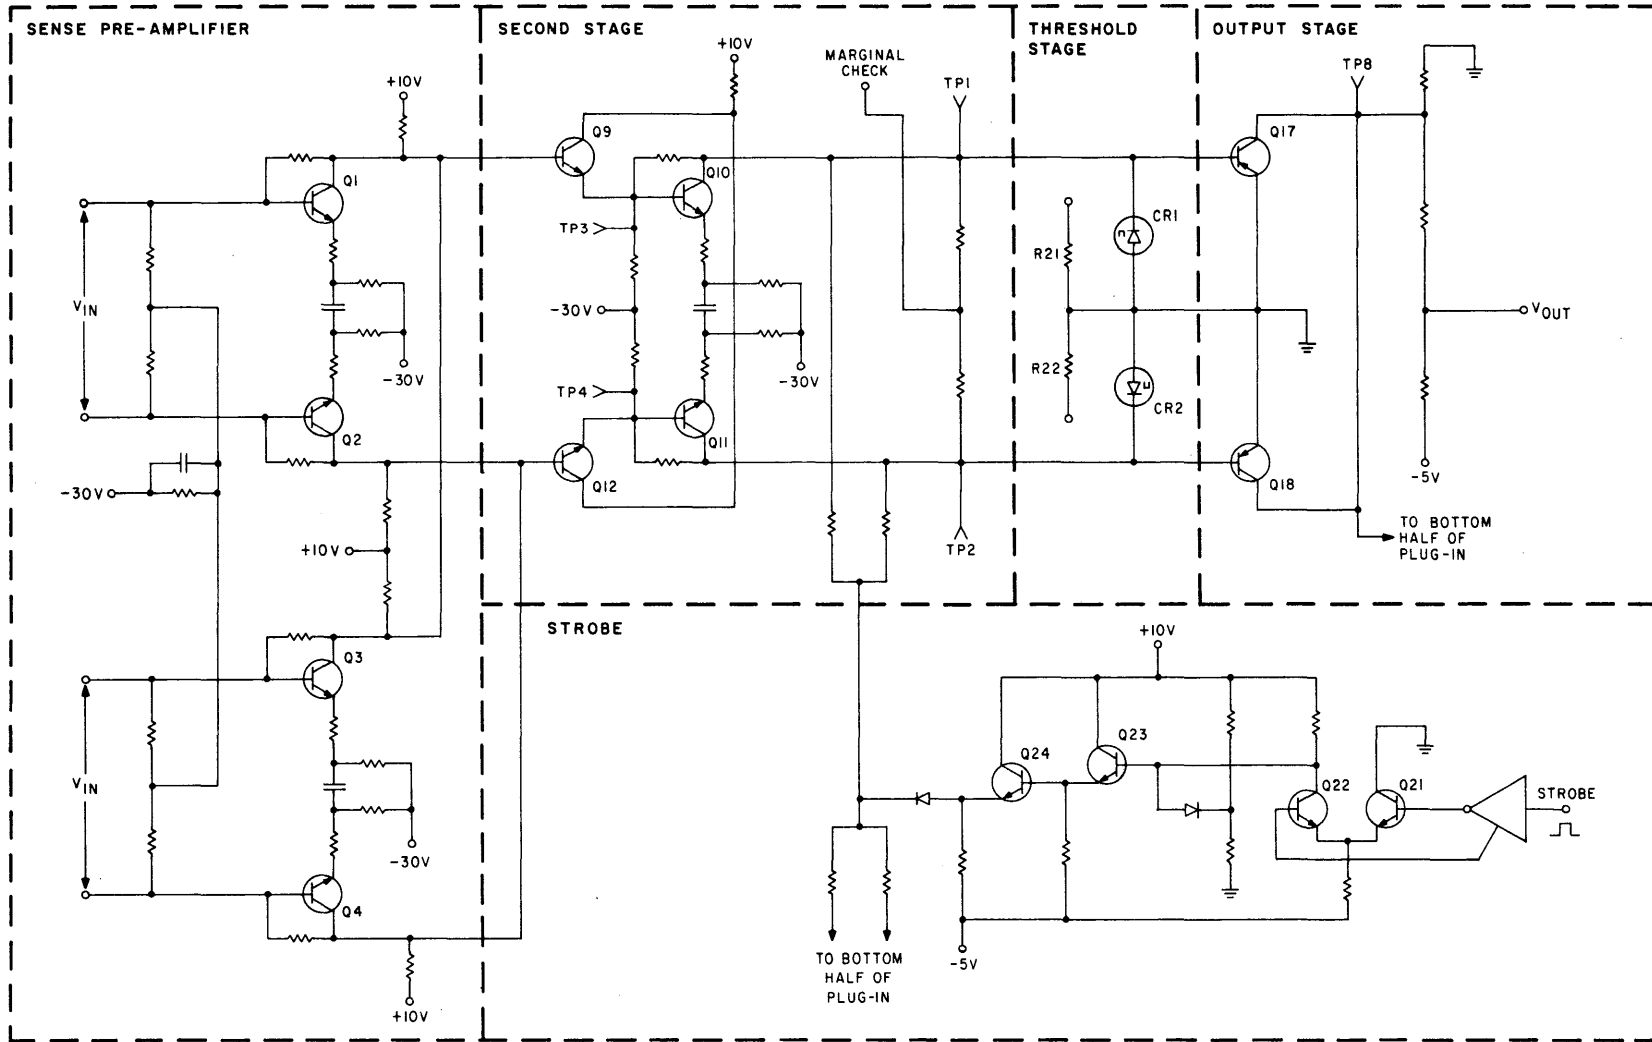 SENSE PRE-AMPLIFIER
+10V
Q1
VIN
-30V
Q2
-30V
+10V
Q3
VIN
-30V
Q4
+10V
SECOND STAGE
+10V
Q9
MARGINAL
CHECK
TP1
Q10
TP3
-30V
-30V
TP4
Q11
Q12
TP2
THRESHOLD
STAGE
CR1
R21
R22
CR2
OUTPUT STAGE
TP8
Q17
VOUT
Q18
-5V
TO BOTTOM
HALF OF
PLUG-IN
STROBE
+10V
Q24
Q23
Q22
Q21
STROBE
-5V
TO BOTTOM
HALF OF
PLUG-IN